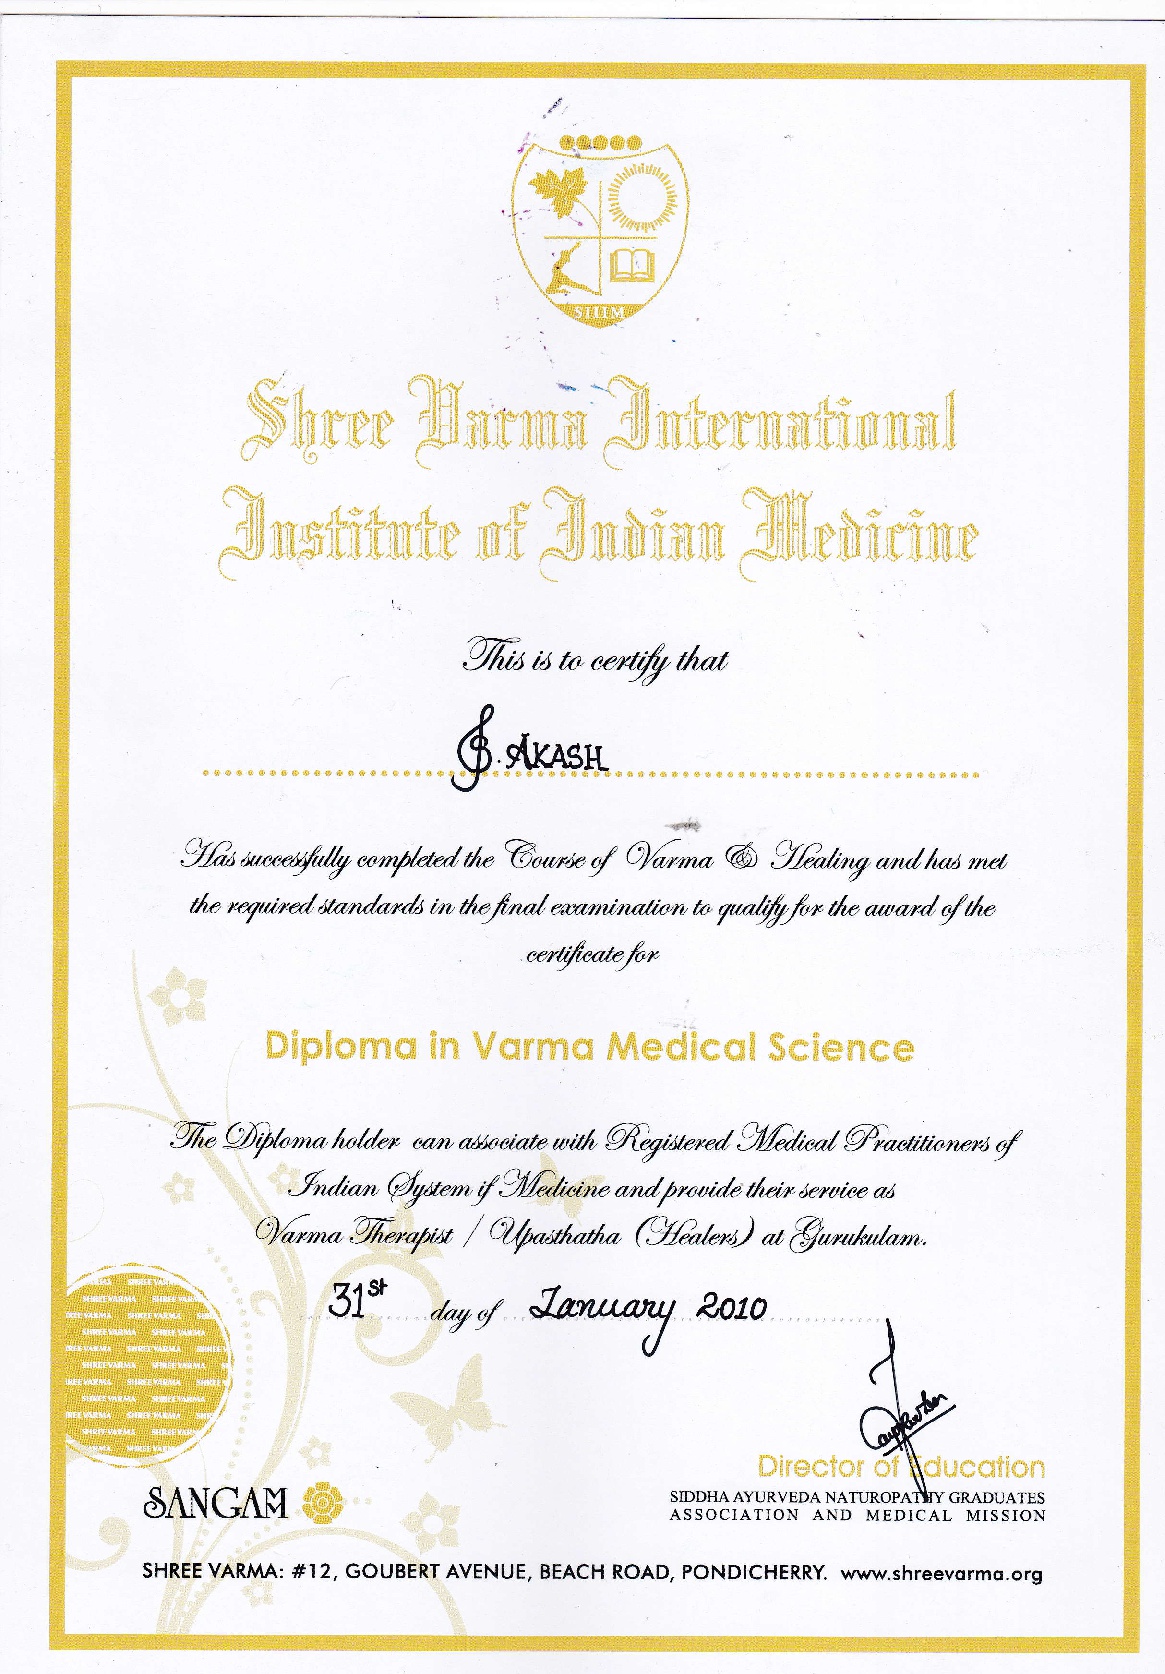 SIIIM
Shree Varma International
Institute of Indian Medicine
This is to certify that
S. AKASH
Has successfully completed the Course of Varma & Healing and has met
the required standards in the final examination to qualify for the award of the
certificate for
Diploma in Varma Medical Science
The Diploma holder can associate with Registered Medical Practitioners of
Indian System if Medicine and provide their service as
Varma Therapist / Upasthatha (Healers) at Gurukulam.
31st day of January 2010
SHREE VARMA
Director of Education
SANGAM
SIDDHA AYURVEDA NATUROPATHY GRADUATES
ASSOCIATION AND MEDICAL MISSION
SHREE VARMA: #12, GOUBERT AVENUE, BEACH ROAD, PONDICHERRY. www.shreevarma.org